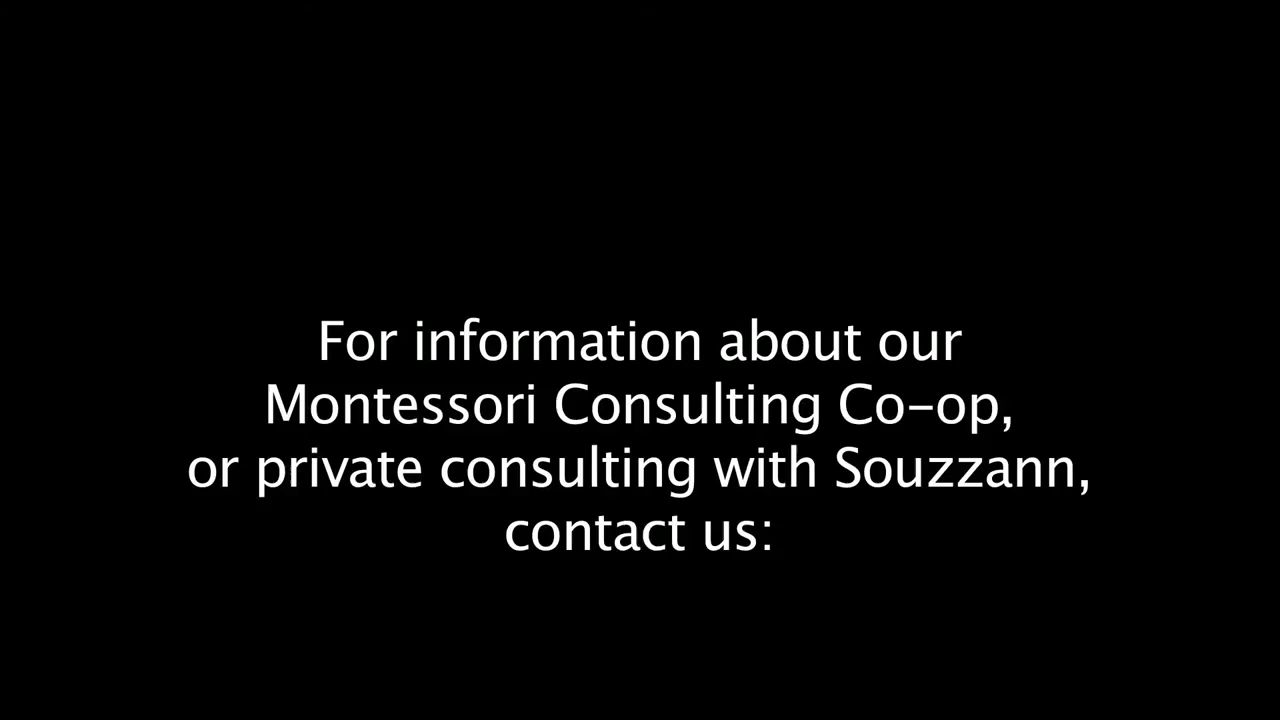 For information about our
Montessori Consulting Co-op,
or private consulting with Souzzann,
contact us: